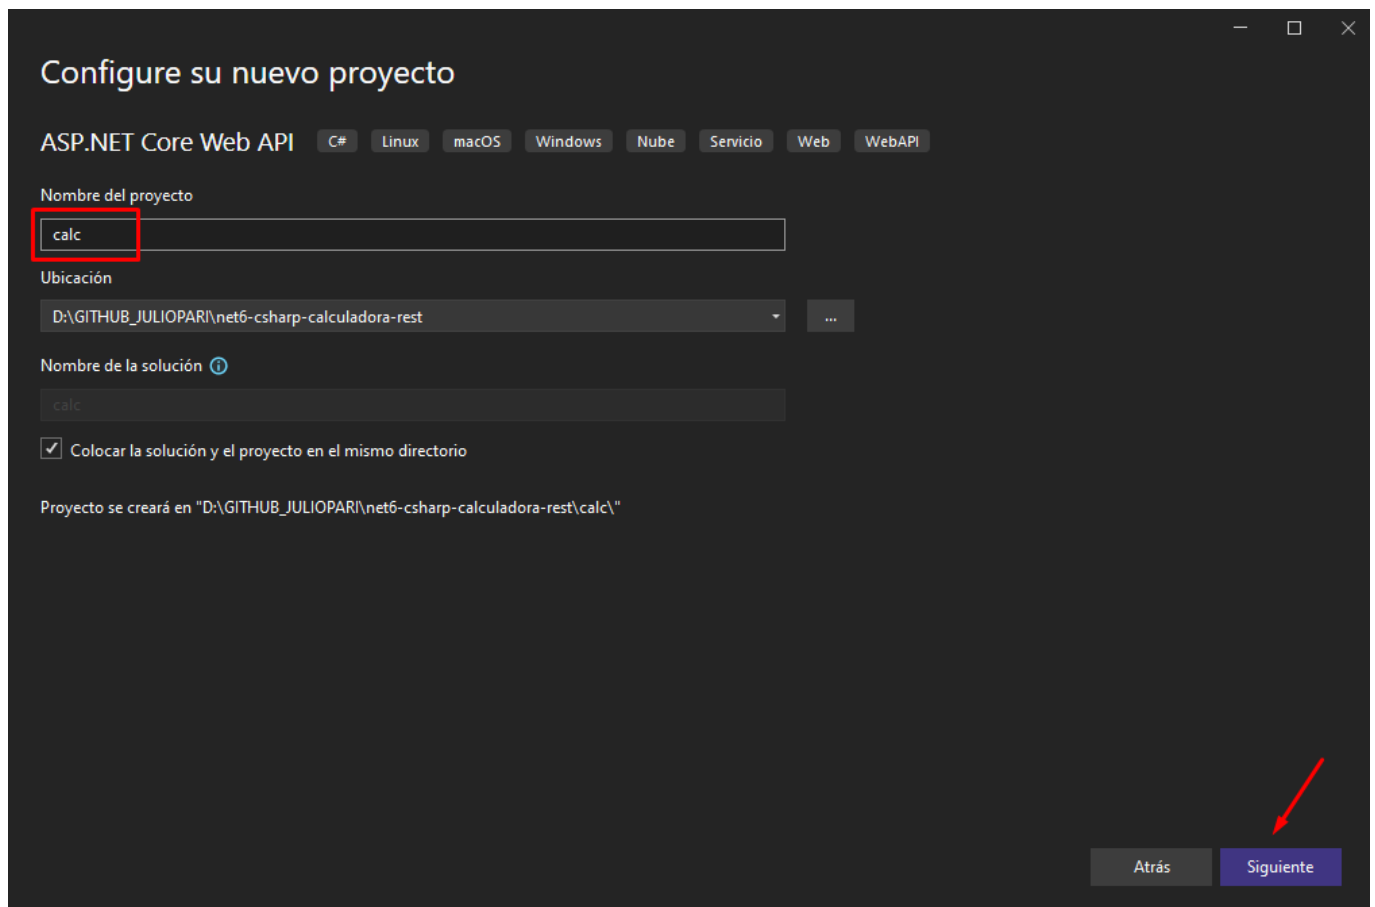 Configure su nuevo proyecto
ASP.NET Core Web API C# Linux macOS Windows Nube Servicio Web WebAPI
Nombre del proyecto
calc
Ubicación
D:\GITHUB_JULIOPARI\net6-csharp-calculadora-rest ...
Nombre de la solución
calc
Colocar la solución y el proyecto en el mismo directorio
Proyecto se creará en "D:\GITHUB_JULIOPARI\net6-csharp-calculadora-rest\calc\"
Atrás Siguiente